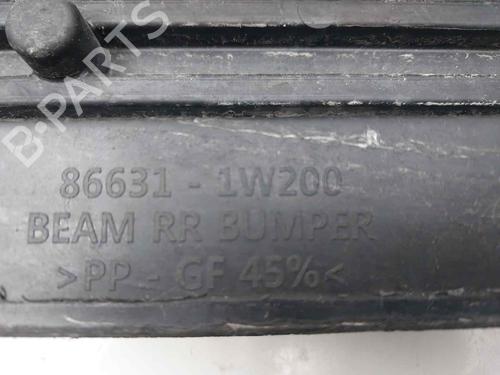 B-PARTS
86631 - 1W200
BEAM RR BUMPER
>PP - GF 45%<